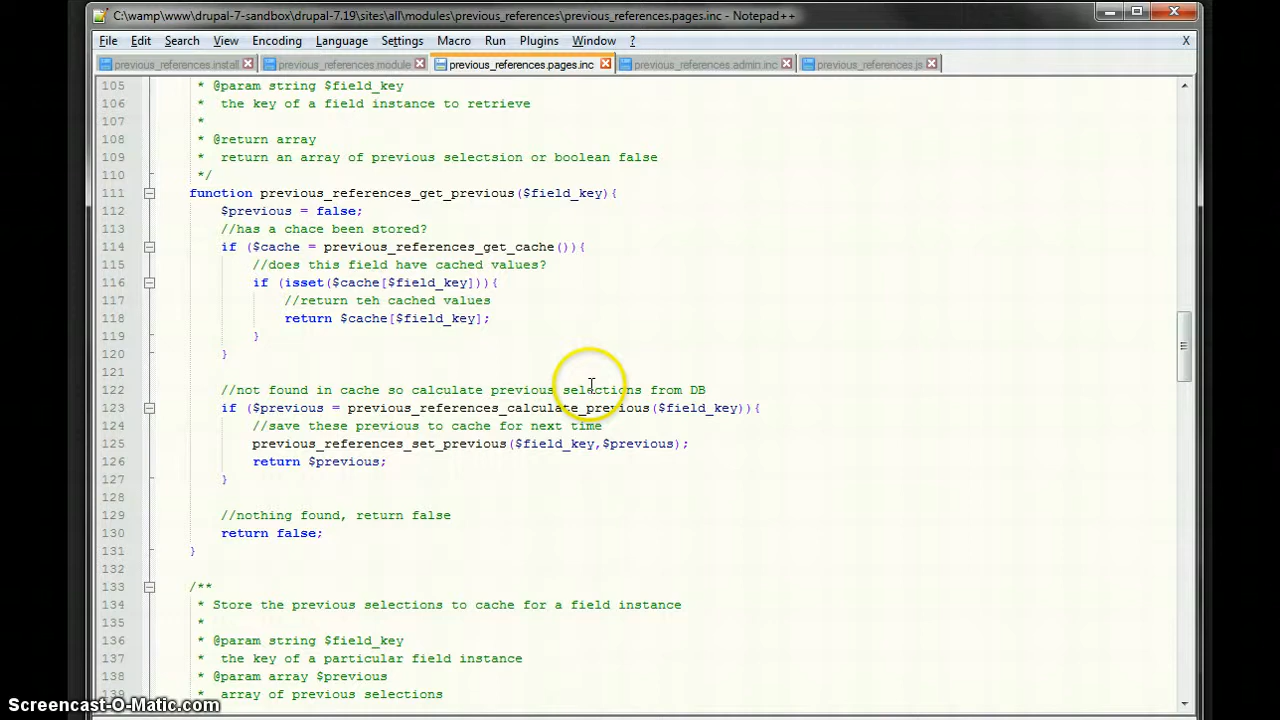 C:\wamp\www\drupal-7-sandbox\drupal-7.19\sites\all\modules\previous_references\previous_references.pages.inc - Notepad++
File Edit Search View Encoding Language Settings Macro Run Plugins Window ? X
previous_references.install previous_references.module previous_references.pages.inc previous_references.admin.inc previous_references.js
105 * @param string $field_key
106 * the key of a field instance to retrieve
107 *
108 * @return array
109 * return an array of previous selectsion or boolean false
110 */
111 function previous_references_get_previous($field_key){
112 $previous = false;
113 //has a chace been stored?
114 if ($cache = previous_references_get_cache()){
115 //does this field have cached values?
116 if (isset($cache[$field_key])){
117 //return teh cached values
118 return $cache[$field_key];
119 }
120 }
121
122 //not found in cache so calculate previous selections from DB
123 if ($previous = previous_references_calculate_previous($field_key)){
124 //save these previous to cache for next time
125 previous_references_set_previous($field_key,$previous);
126 return $previous;
127 }
128
129 //nothing found, return false
130 return false;
131 }
132
133 /**
134 * Store the previous selections to cache for a field instance
135 *
136 * @param string $field_key
137 * the key of a particular field instance
138 * @param array $previous
139 * array of previous selections
Screencast-O-Matic.com